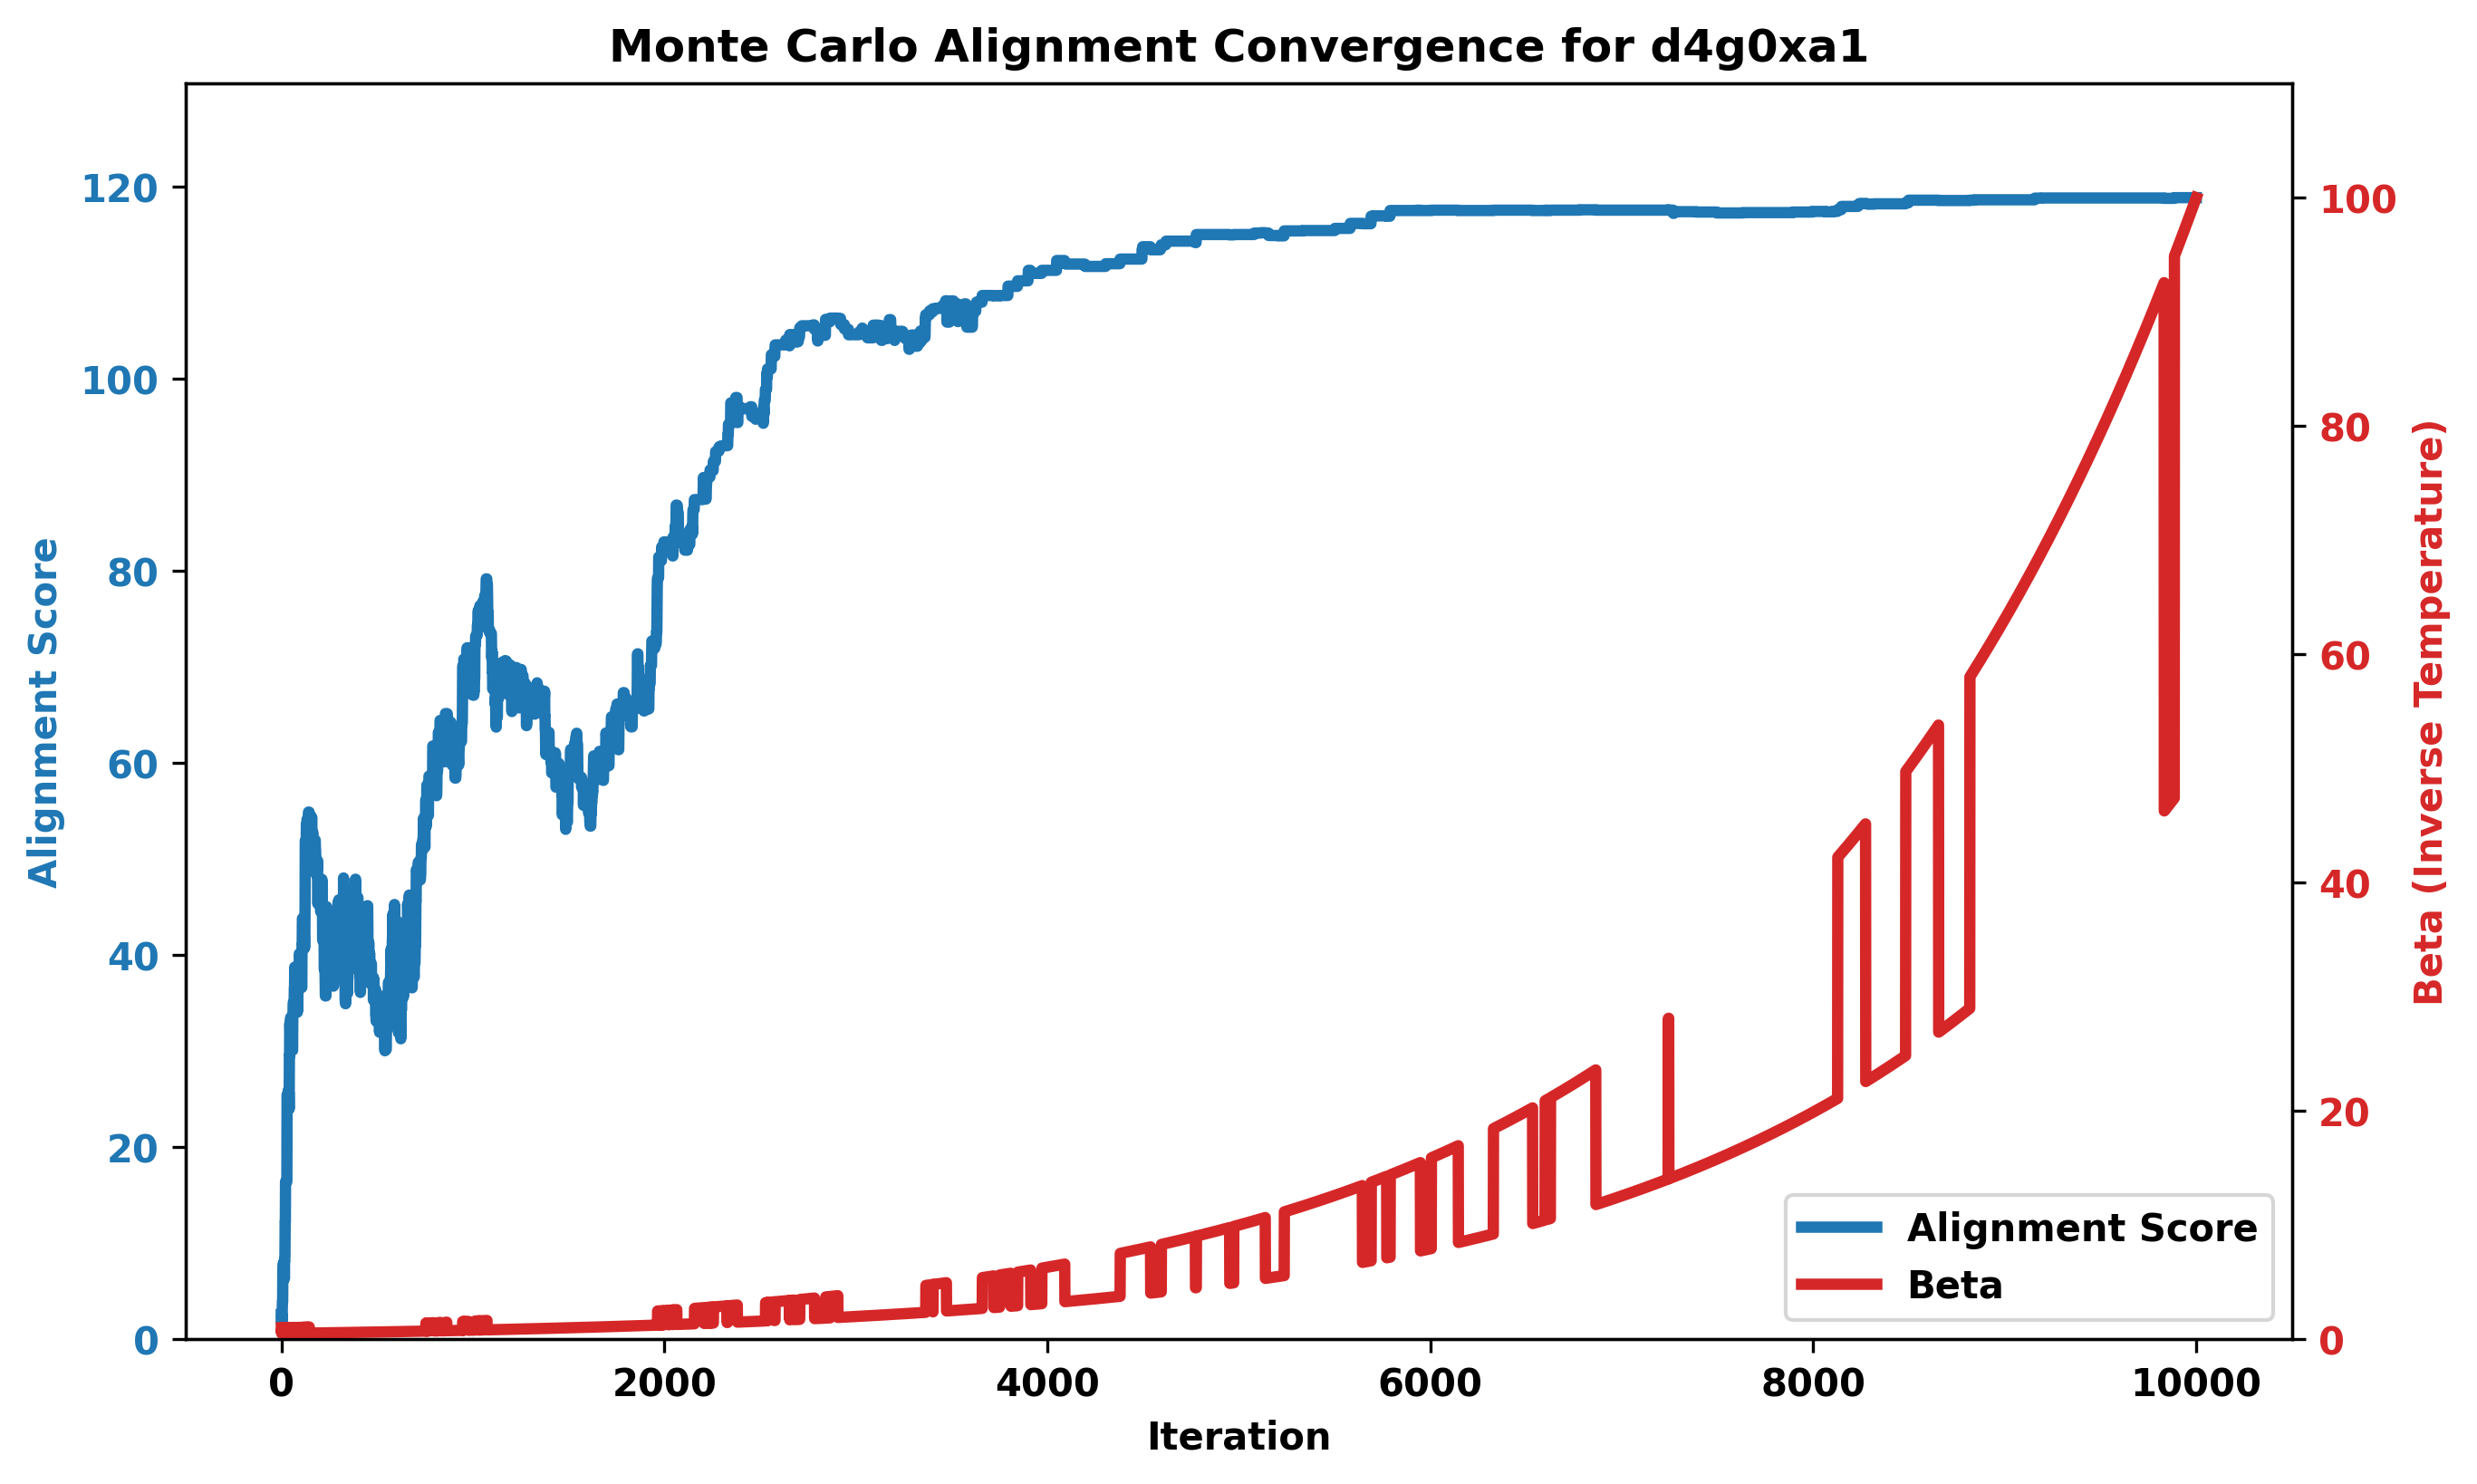 Monte Carlo Alignment Convergence for d4g0xa1
120
100
80
60
40
20
0
Alignment Score
100
80
60
40
20
0
Beta (Inverse Temperature)
Alignment Score
Beta
0 2000 4000 6000 8000 10000
Iteration